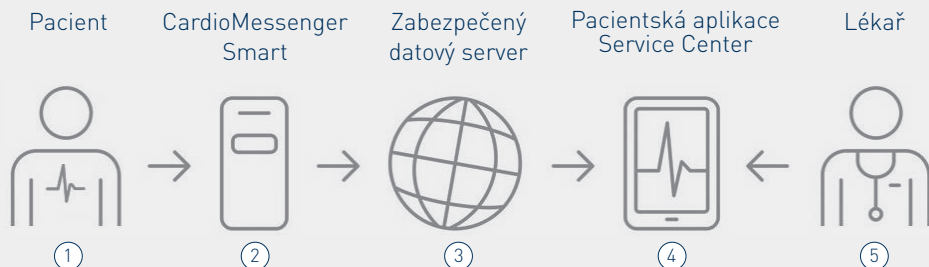 Pacient
CardioMessenger
Smart
Zabezpečený
datový server
Pacientská aplikace
Service Center
Lékař
1
2
3
4
5